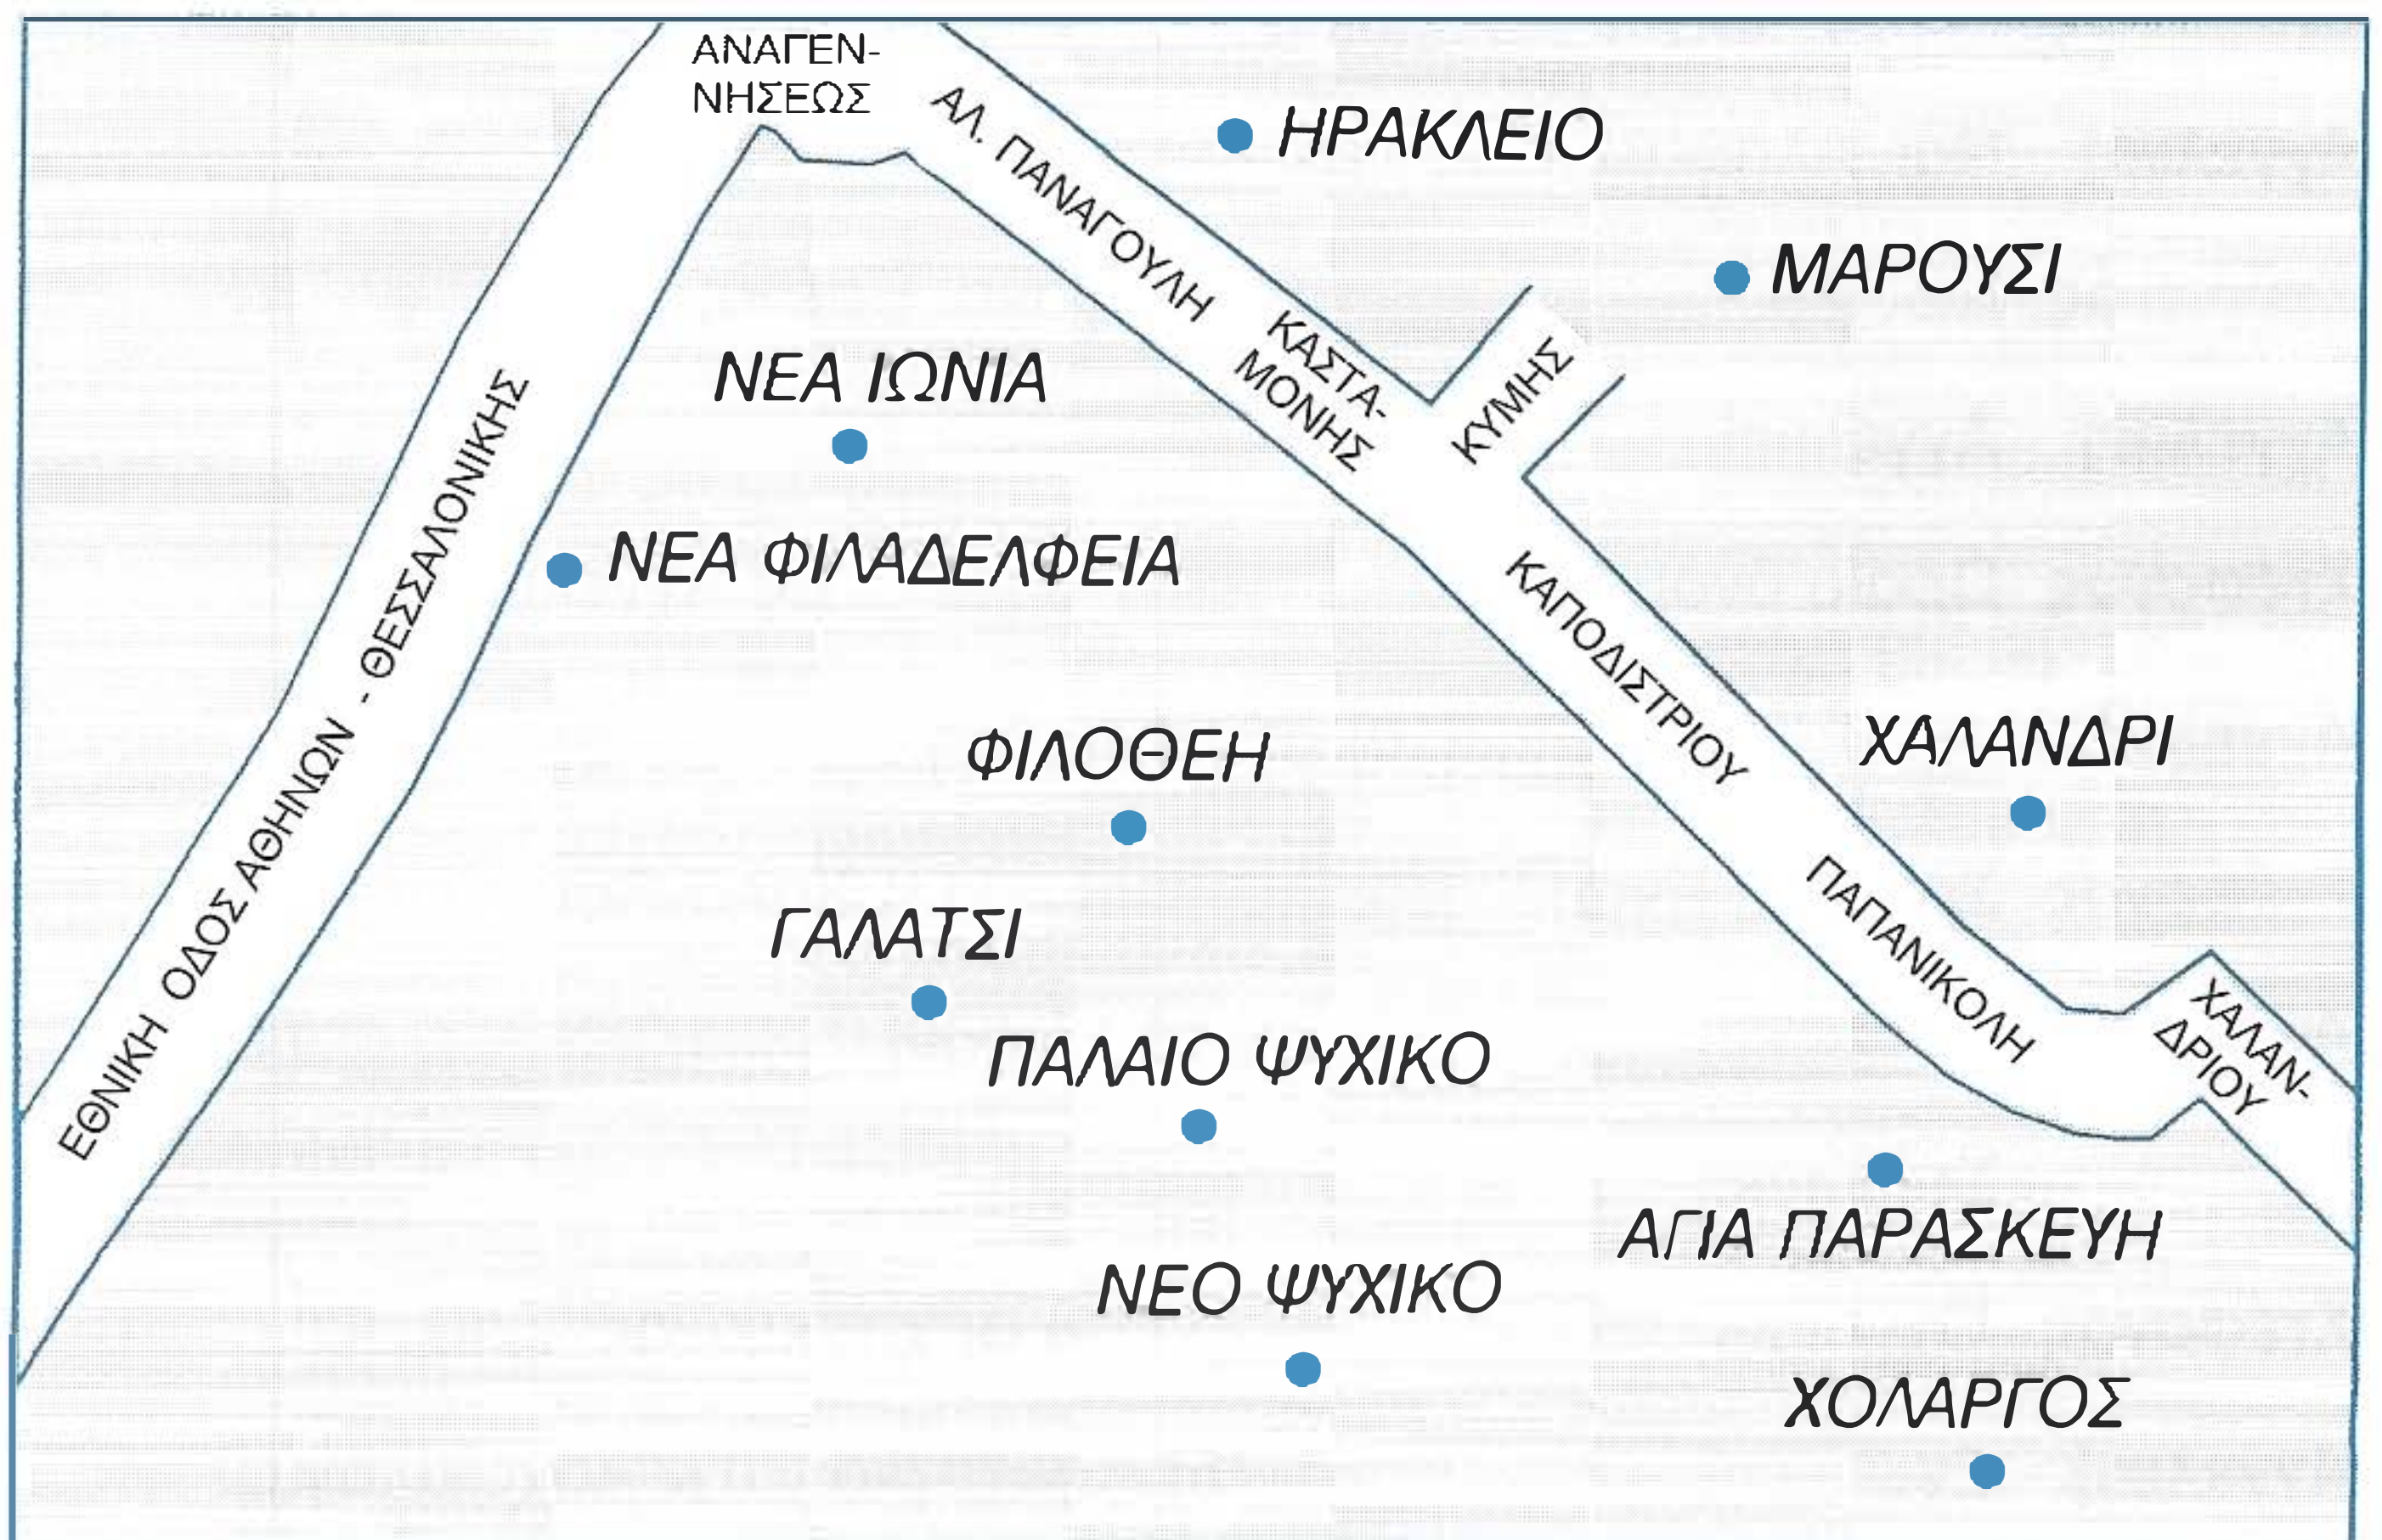 ΑΝΑΓΕΝ-
ΝΗΣΕΩΣ
ΑΛ. ΠΑΝΑΓΟΥΛΗ
ΗΡΑΚΛΕΙΟ
ΜΑΡΟΥΣΙ
ΚΑΣΤΑ-
ΜΟΝΗΣ
ΚΥΜΗΣ
ΝΕΑ ΙΩΝΙΑ
ΝΕΑ ΦΙΛΑΔΕΛΦΕΙΑ
ΕΘΝΙΚΗ ΟΔΟΣ ΑΘΗΝΩΝ - ΘΕΣΣΑΛΟΝΙΚΗΣ
ΚΑΠΟΔΙΣΤΡΙΟΥ
ΦΙΛΟΘΕΗ
ΧΑΛΑΝΔΡΙ
ΓΑΛΑΤΣΙ
ΠΑΠΑΝΙΚΟΛΗ
ΧΑΛΑΝ-
ΔΡΙΟΥ
ΠΑΛΑΙΟ ΨΥΧΙΚΟ
ΑΓΙΑ ΠΑΡΑΣΚΕΥΗ
ΝΕΟ ΨΥΧΙΚΟ
ΧΟΛΑΡΓΟΣ